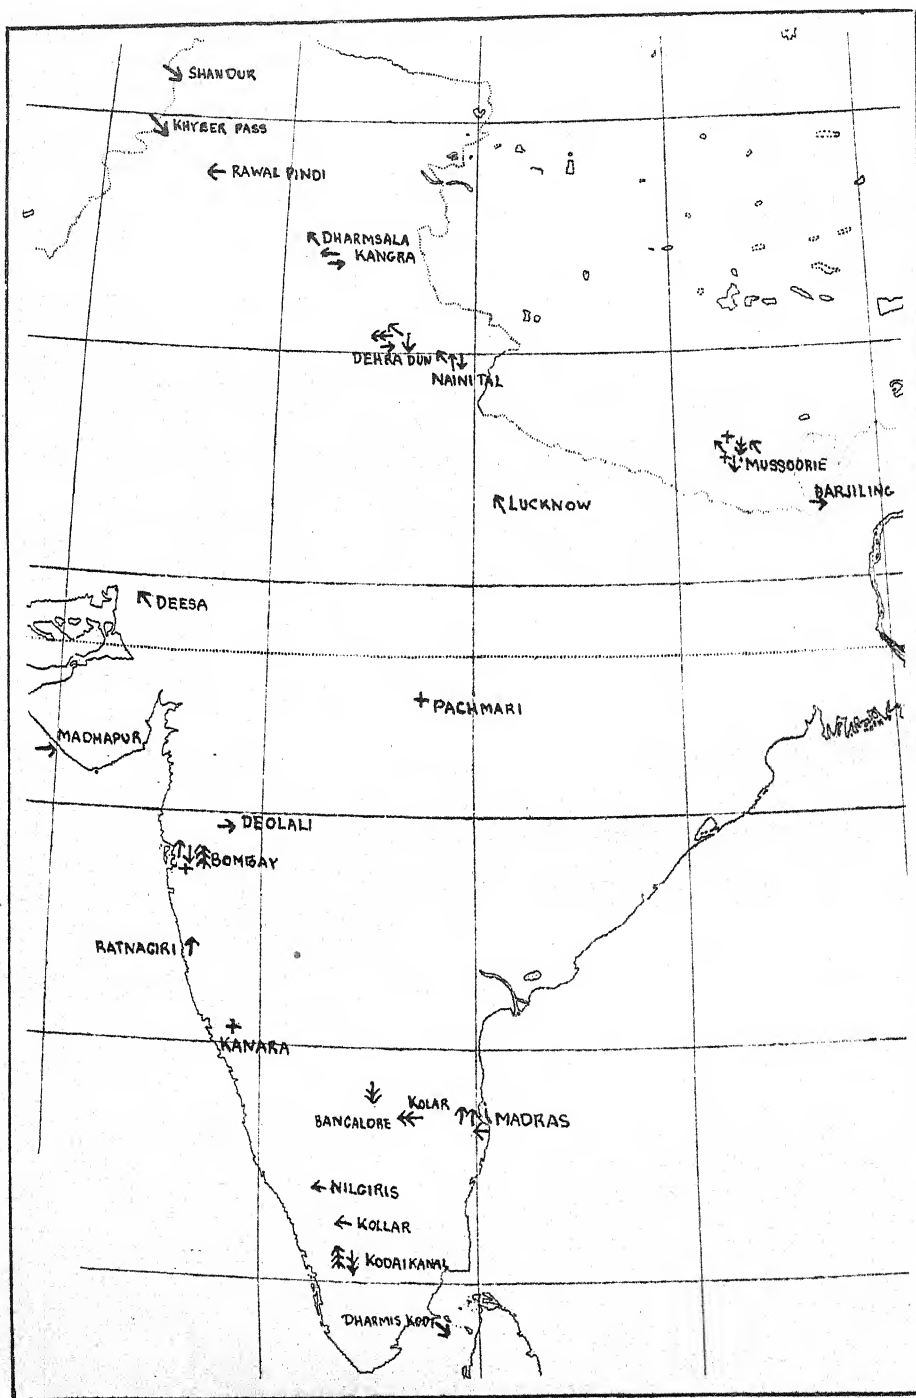 SHANDUR
KHYBER PASS
RAWAL PINDI
DHARMSALA
KANGRA
DEHRA DUN
NAINITAL
MUSSOORIE
DARJILING
LUCKNOW
DEESA
PACHMARI
MADHAPUR
DEOLALI
BOMBAY
RATNAGIRI
KANARA
KOLAR
BANGALORE
MADRAS
NILGIRIS
KOLLAR
KODAIKANAL
DHARMIS KODI